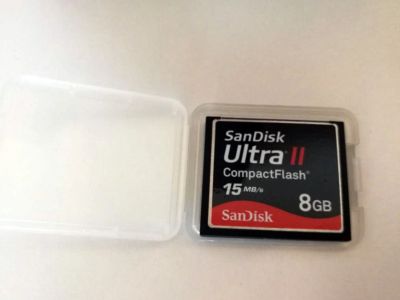 SanDisk
Ultra II
CompactFlash®
15 MB/s
SanDisk
8GB